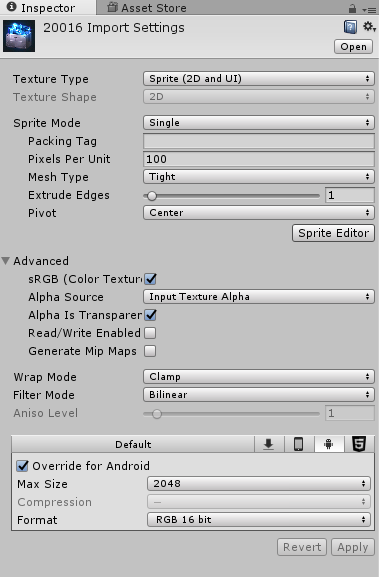 Inspector Asset Store
20016 Import Settings
Open
Texture Type Sprite (2D and UI)
Texture Shape 2D
Sprite Mode Single
Packing Tag
Pixels Per Unit 100
Mesh Type Tight
Extrude Edges 1
Pivot Center
Sprite Editor
Advanced
sRGB (Color Textur
Alpha Source Input Texture Alpha
Alpha Is Transparer
Read/Write Enabled
Generate Mip Maps
Wrap Mode Clamp
Filter Mode Bilinear
Aniso Level 1
Default
Override for Android
Max Size 2048
Compression
Format RGB 16 bit
Revert Apply